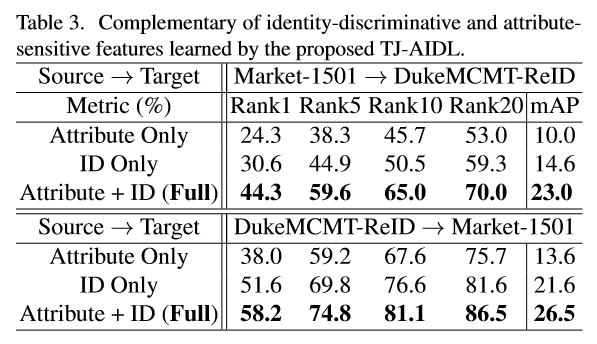 Table 3. Complementary of identity-discriminative and attribute-
sensitive features learned by the proposed TJ-AIDL.
Source → Target Market-1501 → DukeMCMT-ReID
Metric (%) Rank1 Rank5 Rank10 Rank20 mAP
Attribute Only 24.3 38.3 45.7 53.0 10.0
ID Only 30.6 44.9 50.5 59.3 14.6
Attribute + ID (Full) 44.3 59.6 65.0 70.0 23.0
Source → Target DukeMCMT-ReID → Market-1501
Attribute Only 38.0 59.2 67.6 75.7 13.6
ID Only 51.6 69.8 76.6 81.6 21.6
Attribute + ID (Full) 58.2 74.8 81.1 86.5 26.5